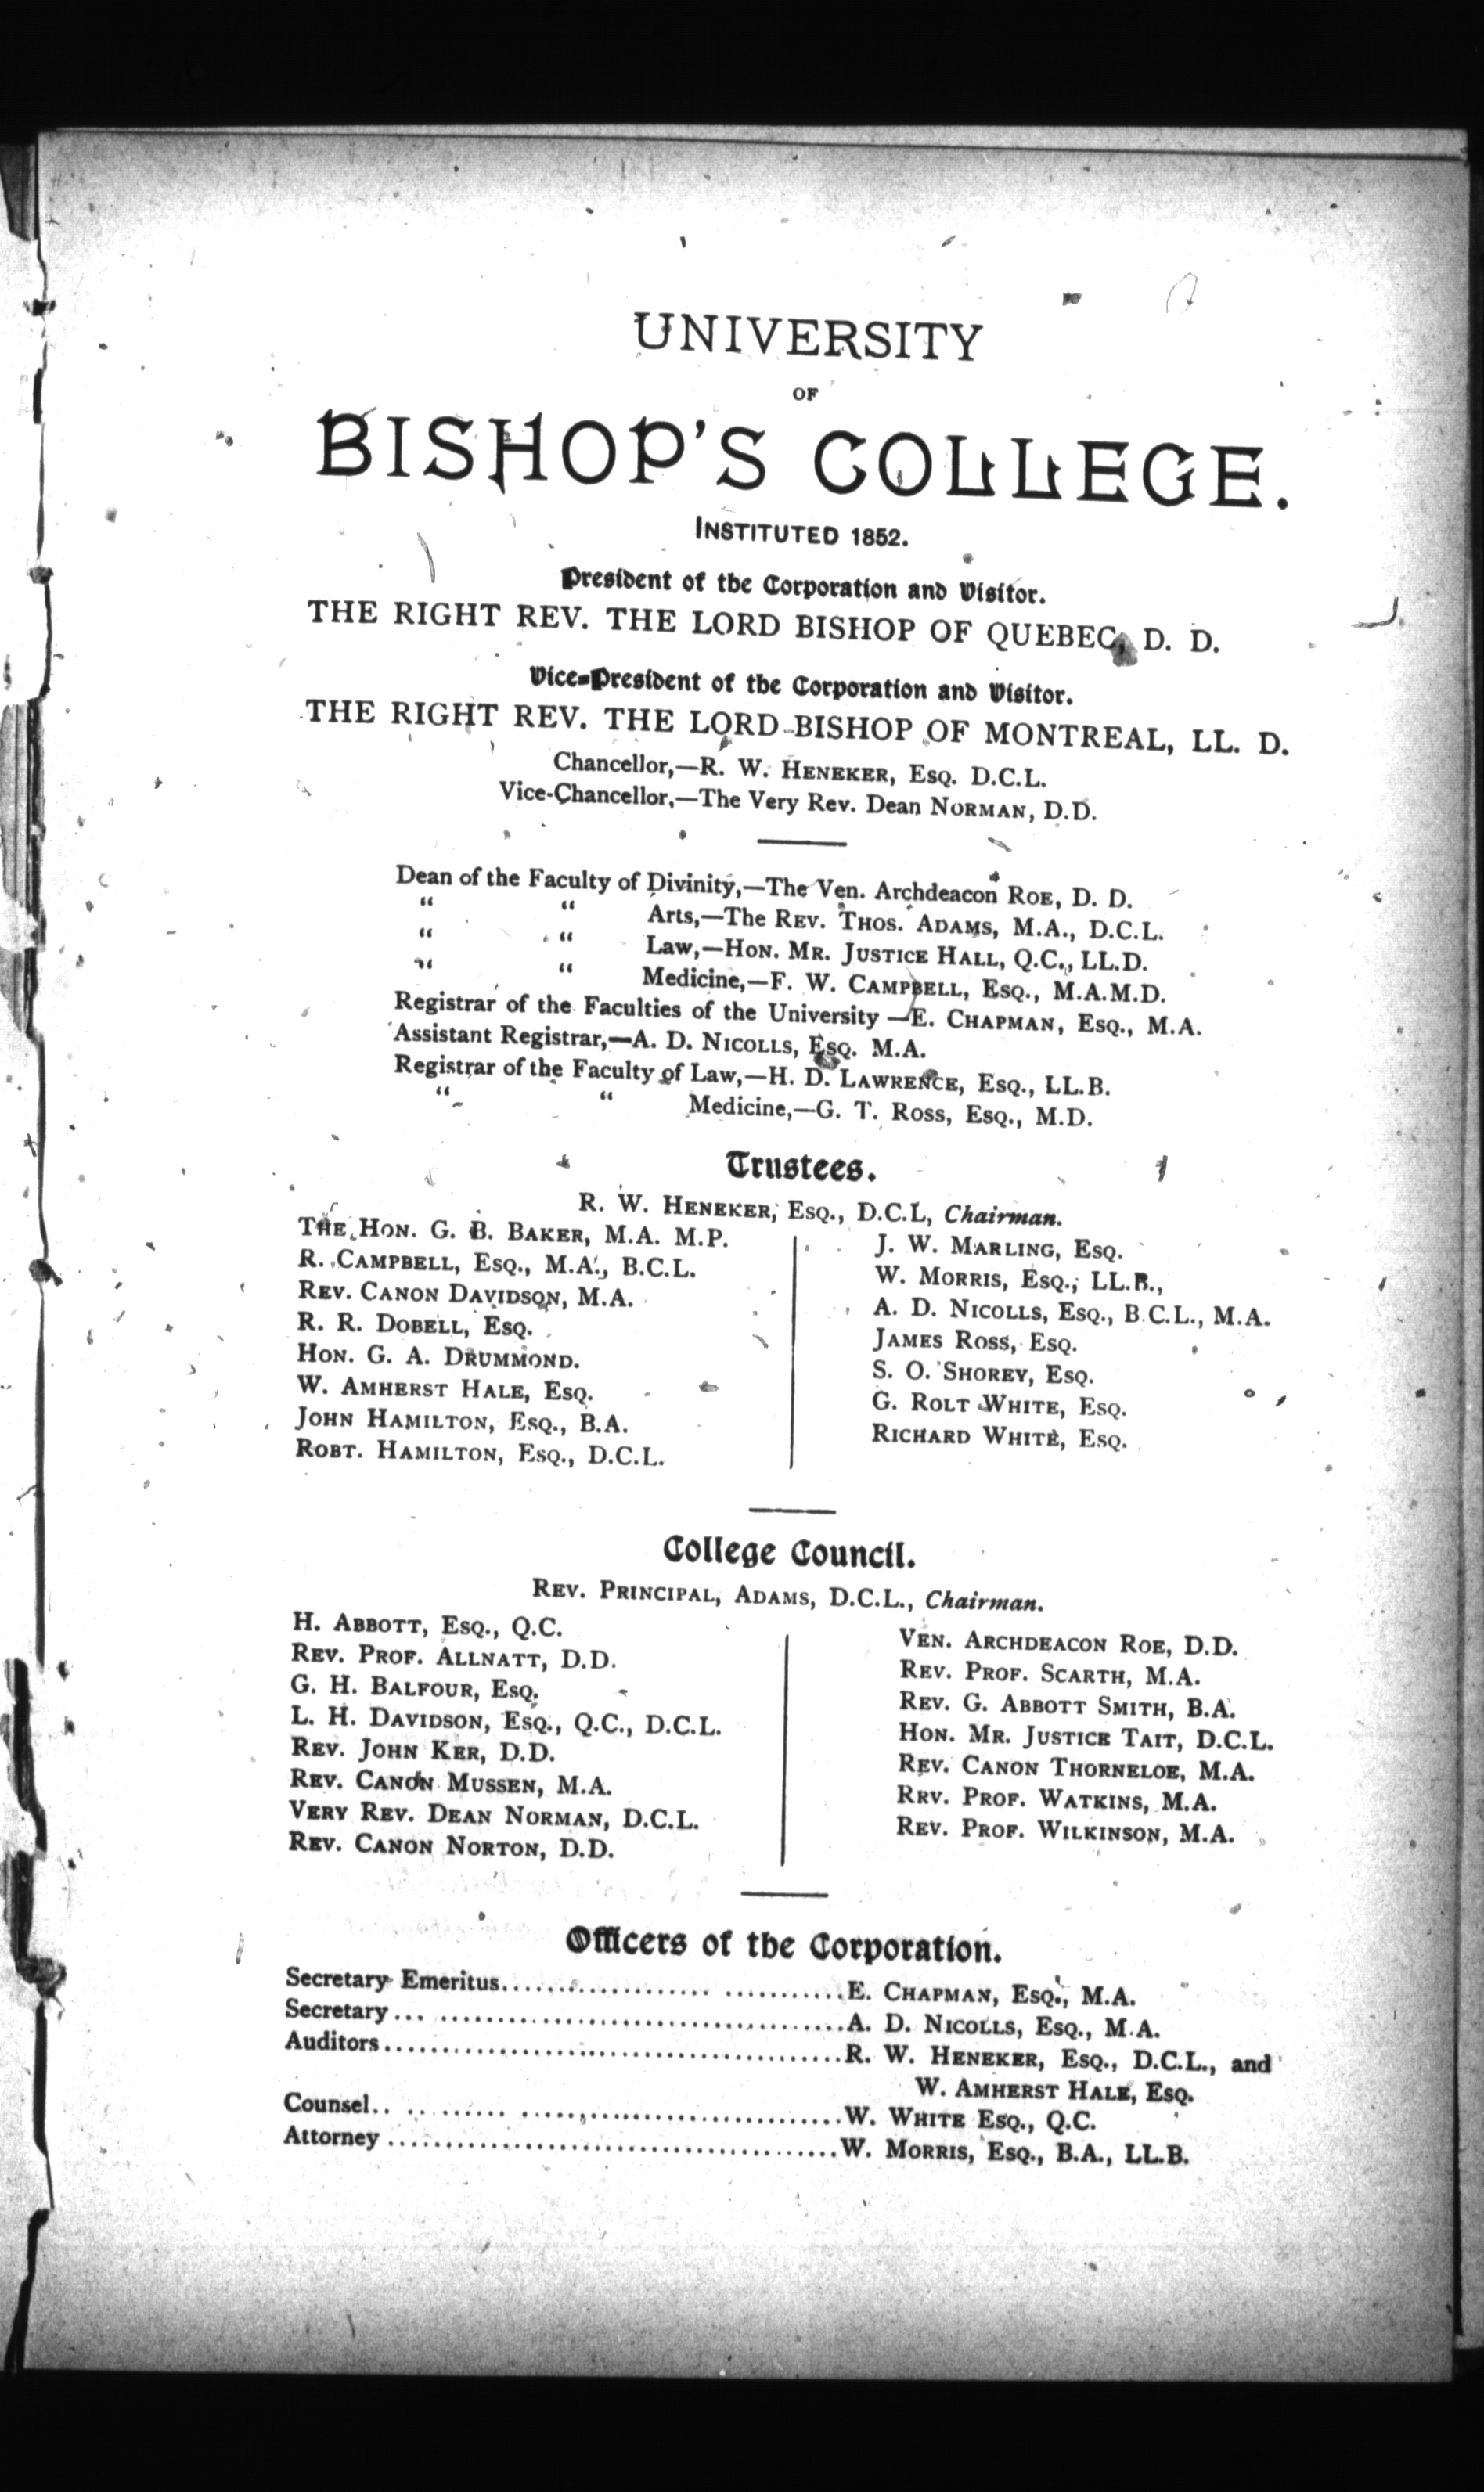 UNIVERSITY
OF
BISHOP'S COLLEGE.
INSTITUTED 1852.
President of the Corporation and Visitor.
THE RIGHT REV. THE LORD BISHOP OF QUEBEC, D. D.
Vice-President of the Corporation and Visitor.
THE RIGHT REV. THE LORD BISHOP OF MONTREAL, LL. D.
Chancellor,—R. W. HENEKER, ESQ. D.C.L.
Vice-Chancellor,—The Very Rev. Dean NORMAN, D.D.
Dean of the Faculty of Divinity,—The Ven. Archdeacon ROE, D. D.
" " Arts,—The REV. THOS. ADAMS, M.A., D.C.L.
" " Law,—HON. MR. JUSTICE HALL, Q.C., LL.D.
" " Medicine,—F. W. CAMPBELL, ESQ., M.A.M.D.
Registrar of the Faculties of the University —E. CHAPMAN, ESQ., M.A.
Assistant Registrar,—A. D. NICOLLS, ESQ. M.A.
Registrar of the Faculty of Law,—H. D. LAWRENCE, ESQ., LL.B.
" " Medicine,—G. T. ROSS, ESQ., M.D.
Trustees.
R. W. HENEKER, ESQ., D.C.L, Chairman.
THE HON. G. B. BAKER, M.A. M.P.
R. CAMPBELL, ESQ., M.A., B.C.L.
REV. CANON DAVIDSON, M.A.
R. R. DOBELL, ESQ.
HON. G. A. DRUMMOND.
W. AMHERST HALE, ESQ.
JOHN HAMILTON, ESQ., B.A.
ROBT. HAMILTON, ESQ., D.C.L.
J. W. MARLING, ESQ.
W. MORRIS, ESQ., LL.B.,
A. D. NICOLLS, ESQ., B.C.L., M.A.
JAMES ROSS, ESQ.
S. O. SHOREY, ESQ.
G. ROLT WHITE, ESQ.
RICHARD WHITE, ESQ.
College Council.
REV. PRINCIPAL, ADAMS, D.C.L., Chairman.
H. ABBOTT, ESQ., Q.C.
REV. PROF. ALLNATT, D.D.
G. H. BALFOUR, ESQ.
L. H. DAVIDSON, ESQ., Q.C., D.C.L.
REV. JOHN KER, D.D.
REV. CANON MUSSEN, M.A.
VERY REV. DEAN NORMAN, D.C.L.
REV. CANON NORTON, D.D.
VEN. ARCHDEACON ROE, D.D.
REV. PROF. SCARTH, M.A.
REV. G. ABBOTT SMITH, B.A.
HON. MR. JUSTICE TAIT, D.C.L.
REV. CANON THORNELOE, M.A.
RRV. PROF. WATKINS, M.A.
REV. PROF. WILKINSON, M.A.
Officers of the Corporation.
Secretary Emeritus.............................E. CHAPMAN, ESQ., M.A.
Secretary.......................................A. D. NICOLLS, ESQ., M.A.
Auditors........................................R. W. HENEKER, ESQ., D.C.L., and
W. AMHERST HALE, ESQ.
Counsel.........................................W. WHITE ESQ., Q.C.
Attorney........................................W. MORRIS, ESQ., B.A., LL.B.